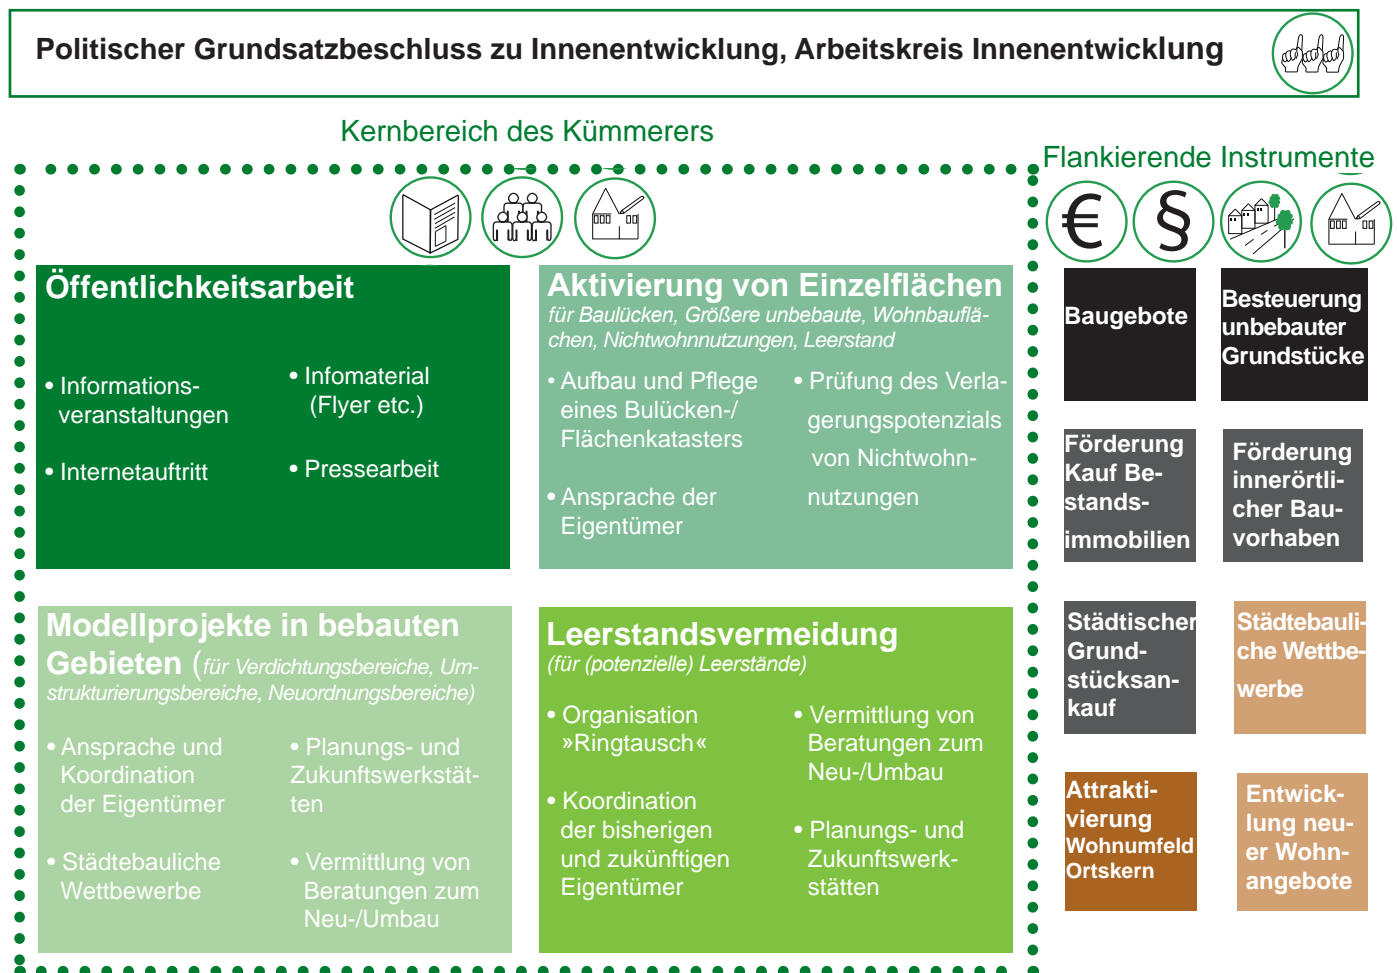 Politischer Grundsatzbeschluss zu Innenentwicklung, Arbeitskreis Innenentwicklung
Kernbereich des Kümmerers
Flankierende Instrumente
€ §
Öffentlichkeitsarbeit
• Informations-
veranstaltungen
• Internetauftritt
• Infomaterial
(Flyer etc.)
• Pressearbeit
Aktivierung von Einzelflächen
für Baulücken, Größere unbebaute, Wohnbauflä-
chen, Nichtwohnnutzungen, Leerstand
• Aufbau und Pflege
eines Bulücken-/
Flächenkatasters
• Ansprache der
Eigentümer
• Prüfung des Verla-
gerungspotenzials
von Nichtwohn-
nutzungen
Modellprojekte in bebauten
Gebieten (für Verdichtungsbereiche, Um-
strukturierungsbereiche, Neuordnungsbereiche)
• Ansprache und
Koordination
der Eigentümer
• Städtebauliche
Wettbewerbe
• Planungs- und
Zukunftswerkstät-
ten
• Vermittlung von
Beratungen zum
Neu-/Umbau
Leerstandsvermeidung
(für (potenzielle) Leerstände)
• Organisation
»Ringtausch«
• Koordination
der bisherigen
und zukünftigen
Eigentümer
• Vermittlung von
Beratungen zum
Neu-/Umbau
• Planungs- und
Zukunftswerk-
stätten
Baugebote
Besteuerung
unbebauter
Grundstücke
Förderung
Kauf Be-
stands-
immobilien
Förderung
innerörtli-
cher Bau-
vorhaben
Städtischer
Grund-
stücksan-
kauf
Städtebauli-
che Wettbe-
werbe
Attrakti-
vierung
Wohnumfeld
Ortskern
Entwick-
lung neu-
er Wohn-
angebote